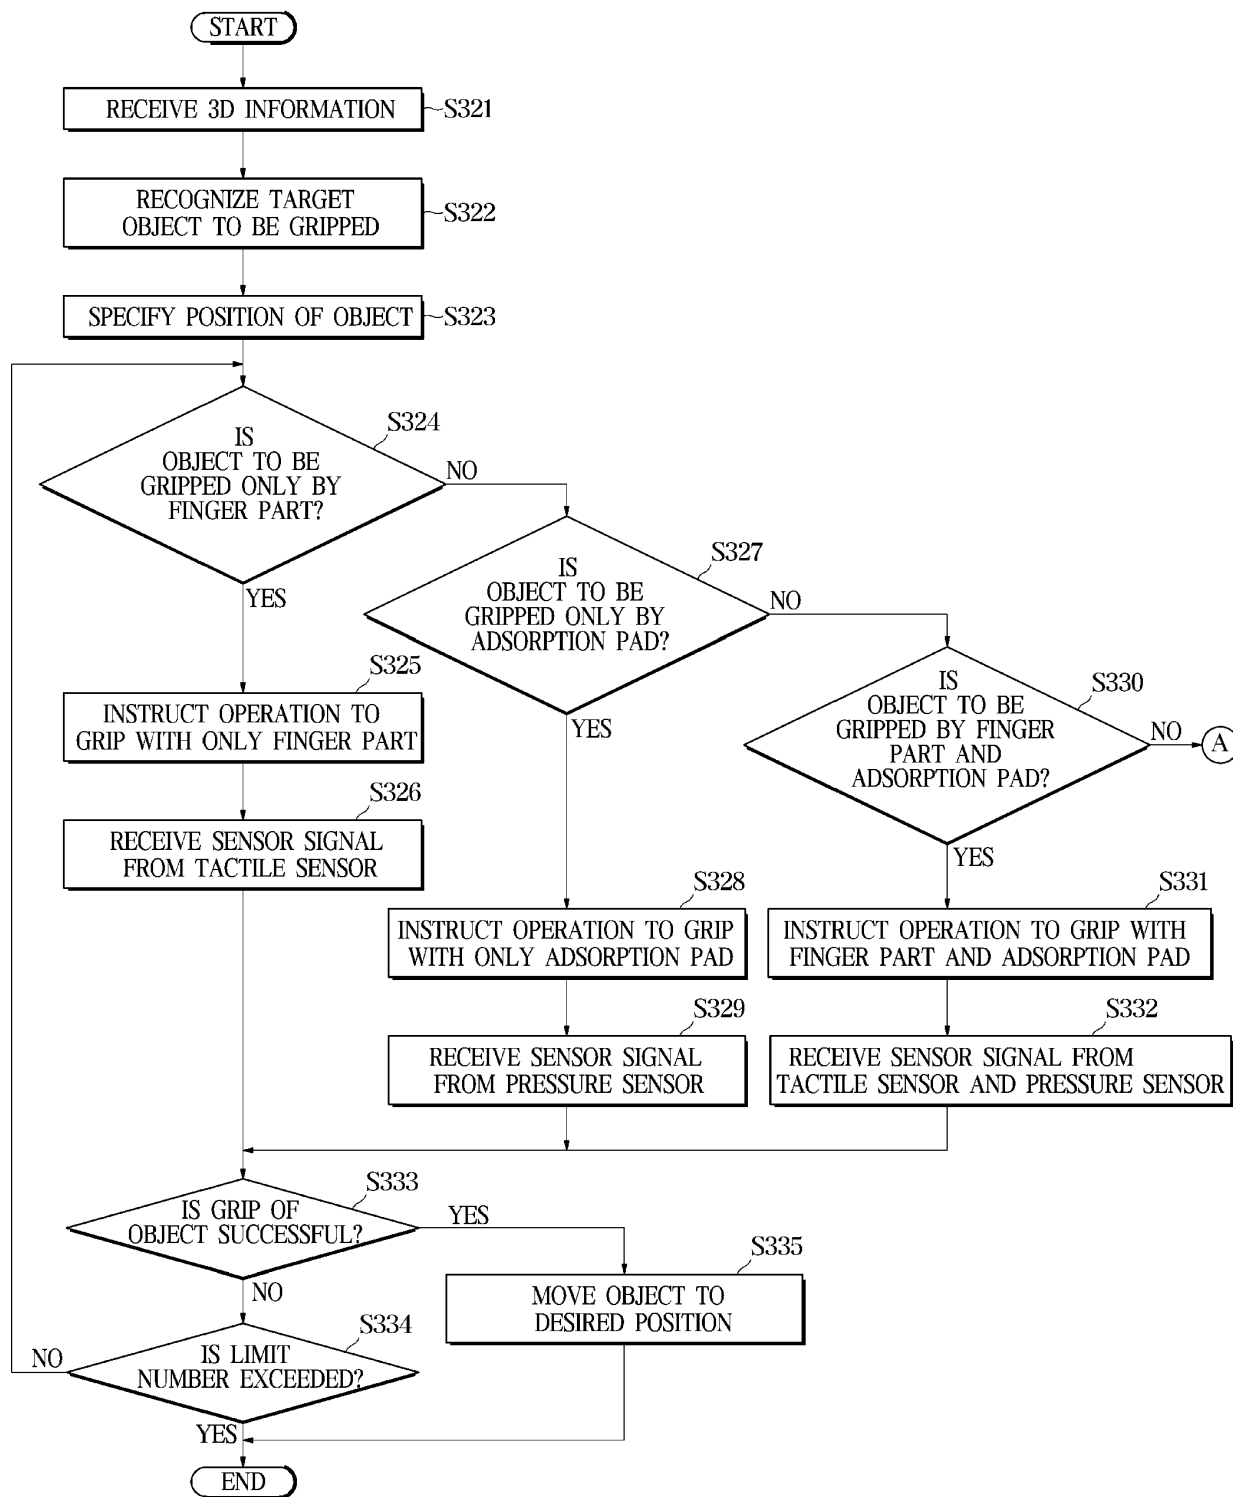 START
RECEIVE 3D INFORMATION
S321
RECOGNIZE TARGET
OBJECT TO BE GRIPPED
S322
SPECIFY POSITION OF OBJECT
S323
S324
IS
OBJECT TO BE
GRIPPED ONLY BY
FINGER PART?
NO
YES
S327
IS
OBJECT TO BE
GRIPPED ONLY BY
ADSORPTION PAD?
NO
YES
S330
IS
OBJECT TO BE
GRIPPED BY FINGER
PART AND
ADSORPTION PAD?
NO
A
YES
S325
INSTRUCT OPERATION TO
GRIP WITH ONLY FINGER PART
S326
RECEIVE SENSOR SIGNAL
FROM TACTILE SENSOR
S328
INSTRUCT OPERATION TO GRIP
WITH ONLY ADSORPTION PAD
S331
INSTRUCT OPERATION TO GRIP WITH
FINGER PART AND ADSORPTION PAD
S329
RECEIVE SENSOR SIGNAL
FROM PRESSURE SENSOR
S332
RECEIVE SENSOR SIGNAL FROM
TACTILE SENSOR AND PRESSURE SENSOR
S333
IS GRIP OF
OBJECT SUCCESSFUL?
YES
NO
S335
MOVE OBJECT TO
DESIRED POSITION
S334
IS LIMIT
NUMBER EXCEEDED?
NO
YES
END